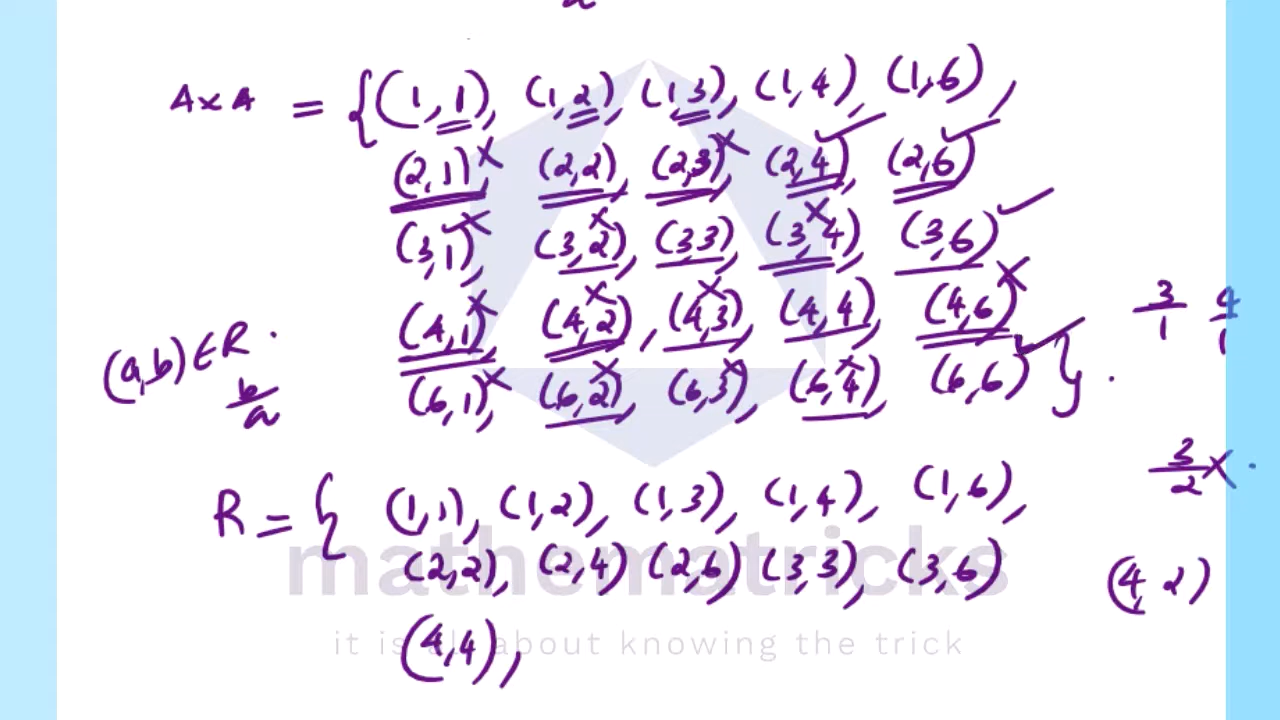 A×A = {(1,1), (1,2), (1,3), (1,4), (1,6),
(2,1)×, (2,2), (2,3)×, (2,4)✓, (2,6)✓
(3,1)×, (3,2)×, (3,3), (3,4)×, (3,6)✓
(4,1)×, (4,2)×, (4,3)×, (4,4), (4,6)×
(6,1)×, (6,2)×, (6,3)×, (6,4)×, (6,6)✓}.
3/1 4/1
(a,b)∈R.
b/a
3/2 × .
R = { (1,1), (1,2), (1,3), (1,4), (1,6),
(2,2), (2,4) (2,6) (3,3), (3,6)
(4,4),
(4,2)
mathematricks
it is all about knowing the trick